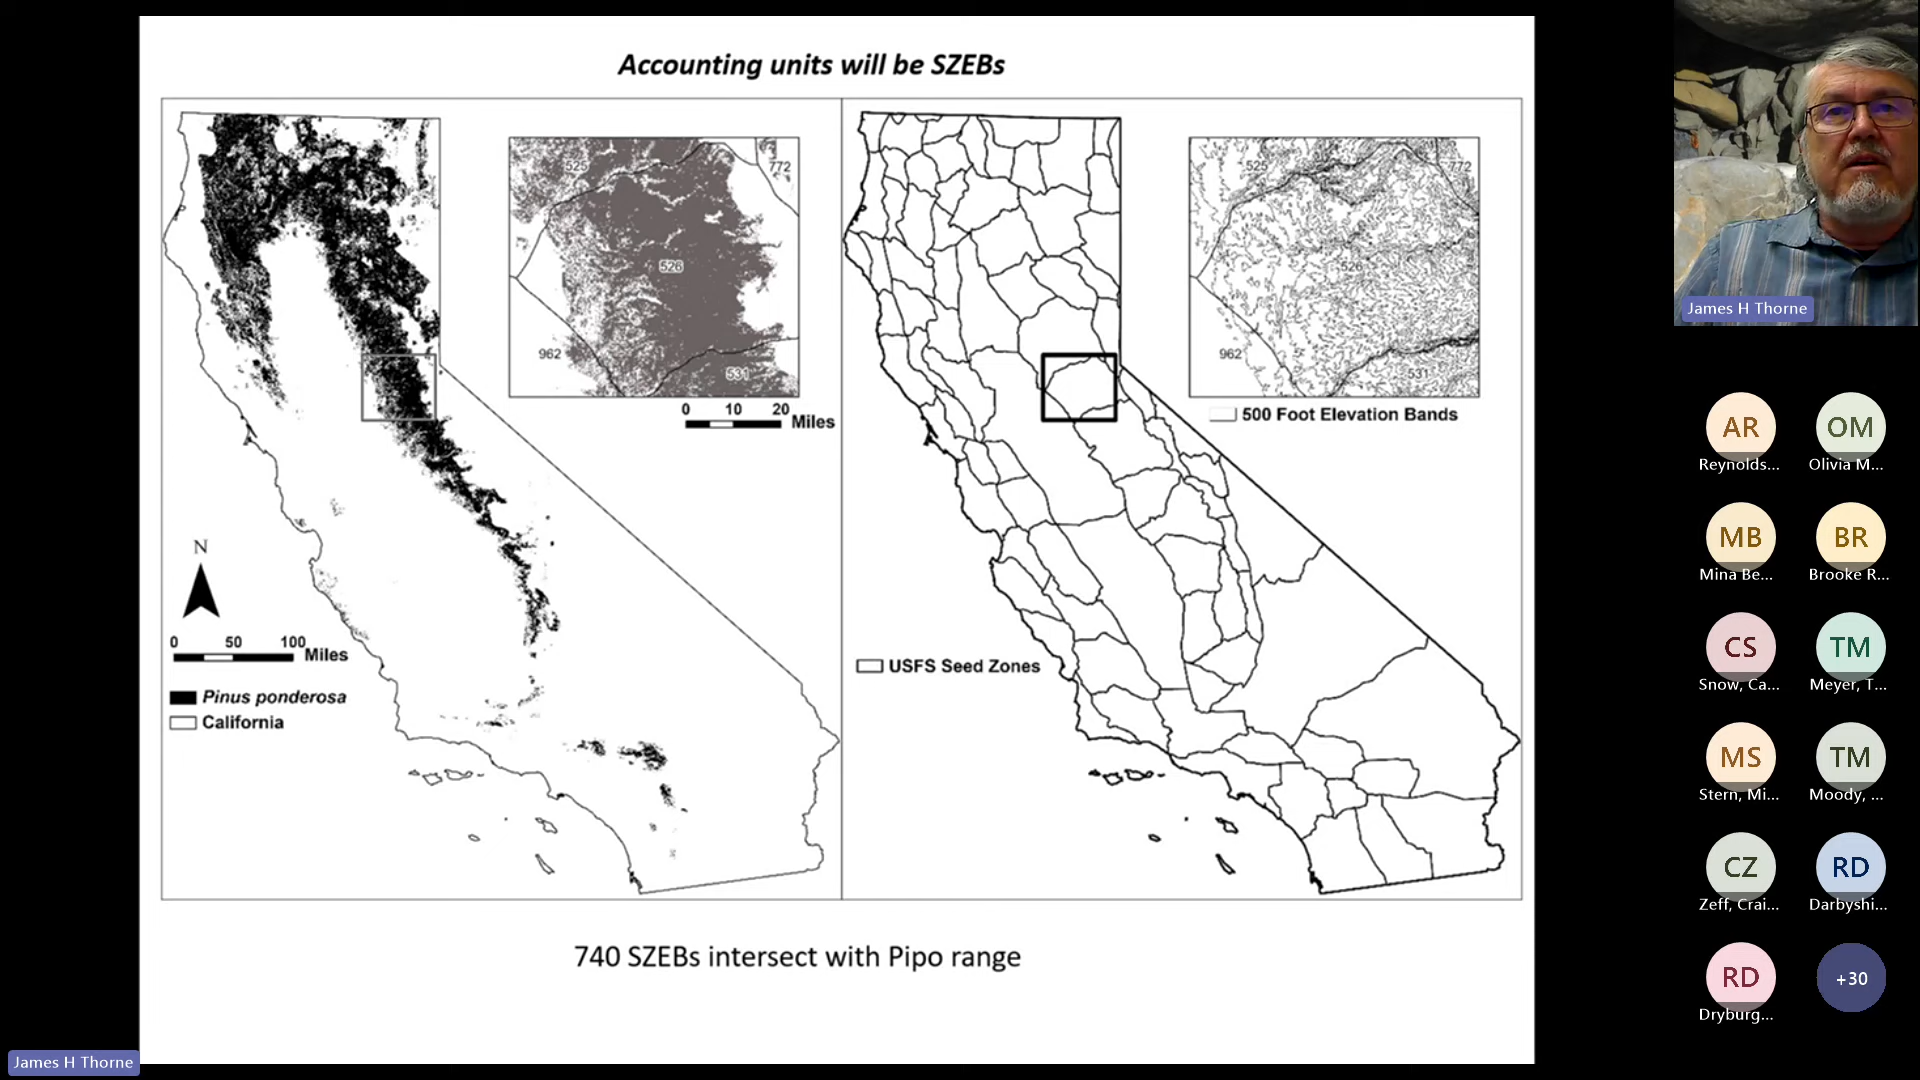 Accounting units will be SZEBs
525
772
526
962
531
0 10 20
Miles
N
0 50 100
Miles
Pinus ponderosa
California
525
772
526
962
531
500 Foot Elevation Bands
USFS Seed Zones
740 SZEBs intersect with Pipo range
James H Thorne
James H Thorne
AR
OM
Reynolds...
Olivia M...
MB
BR
Mina Be...
Brooke R...
CS
TM
Snow, Ca...
Meyer, T...
MS
TM
Stern, Mi...
Moody, ...
CZ
RD
Zeff, Crai...
Darbyshi...
RD
+30
Dryburg...